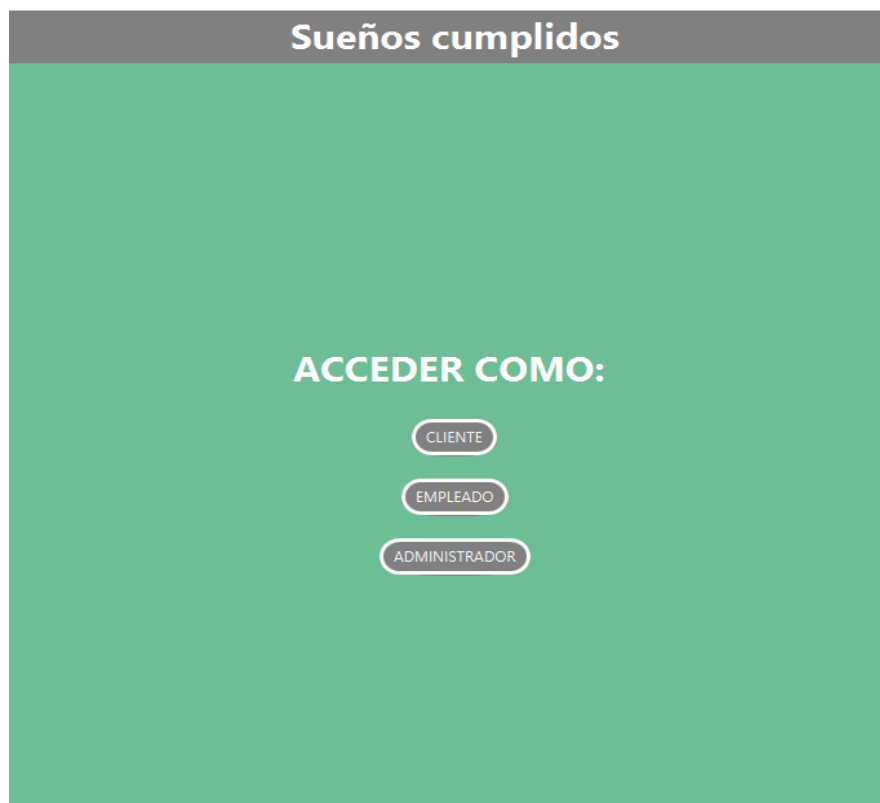 Sueños cumplidos
ACCEDER COMO:
CLIENTE
EMPLEADO
ADMINISTRADOR